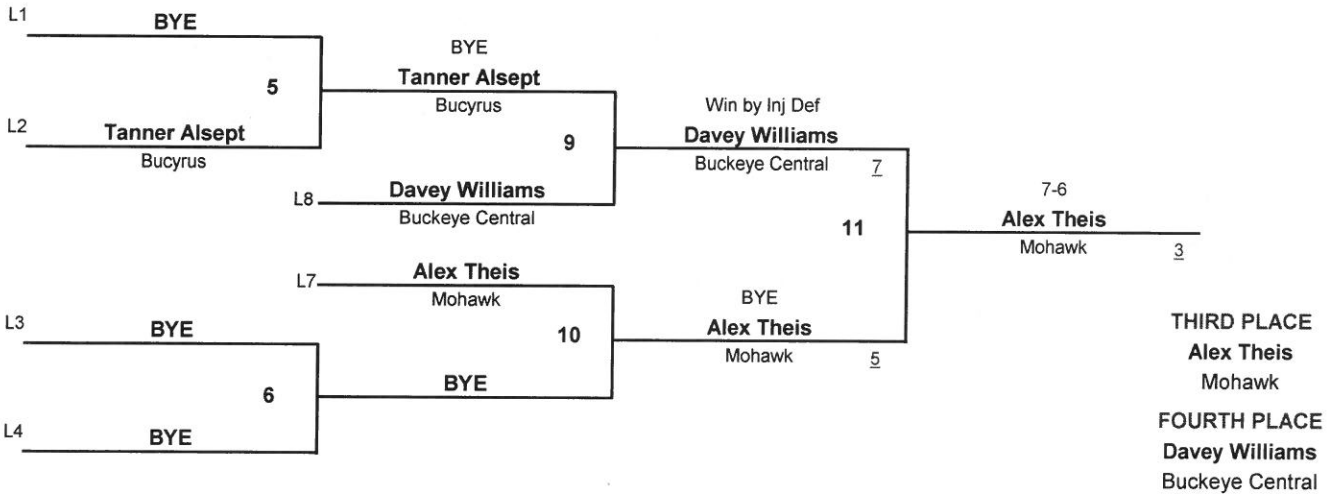 L1
BYE
5
L2
Tanner Alsept
Bucyrus
BYE
Tanner Alsept
Bucyrus
9
L8
Davey Williams
Buckeye Central
Win by Inj Def
Davey Williams
Buckeye Central
7
11
7-6
Alex Theis
Mohawk
3
L7
Alex Theis
Mohawk
10
BYE
Alex Theis
Mohawk
5
L3
BYE
6
BYE
L4
BYE
THIRD PLACE
Alex Theis
Mohawk
FOURTH PLACE
Davey Williams
Buckeye Central